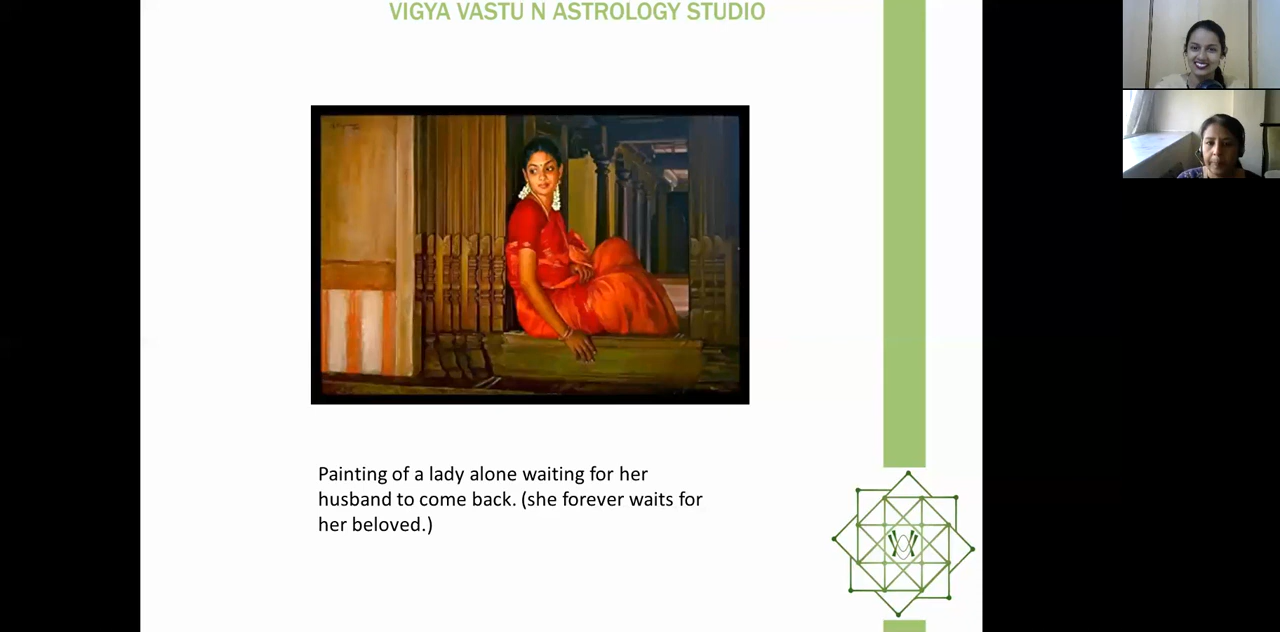 VIGYA VASTU N ASTROLOGY STUDIO
Painting of a lady alone waiting for her
husband to come back. (she forever waits for
her beloved.)